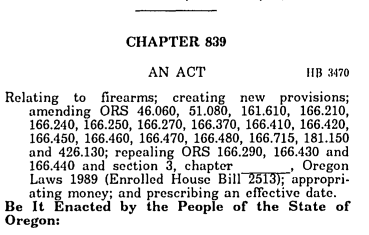 CHAPTER 839
AN ACT HB 3470
Relating to firearms; creating new provisions;
amending ORS 46.060, 51.080, 161.610, 166.210,
166.240, 166.250, 166.270, 166.370, 166.410, 166.420,
166.450, 166.460, 166.470, 166.480, 166.715, 181.150
and 426.130; repealing ORS 166.290, 166.430 and
166.440 and section 3, chapter ______, Oregon
Laws 1989 (Enrolled House Bill 2513); appropri-
ating money; and prescribing an effective date.
Be It Enacted by the People of the State of
Oregon: